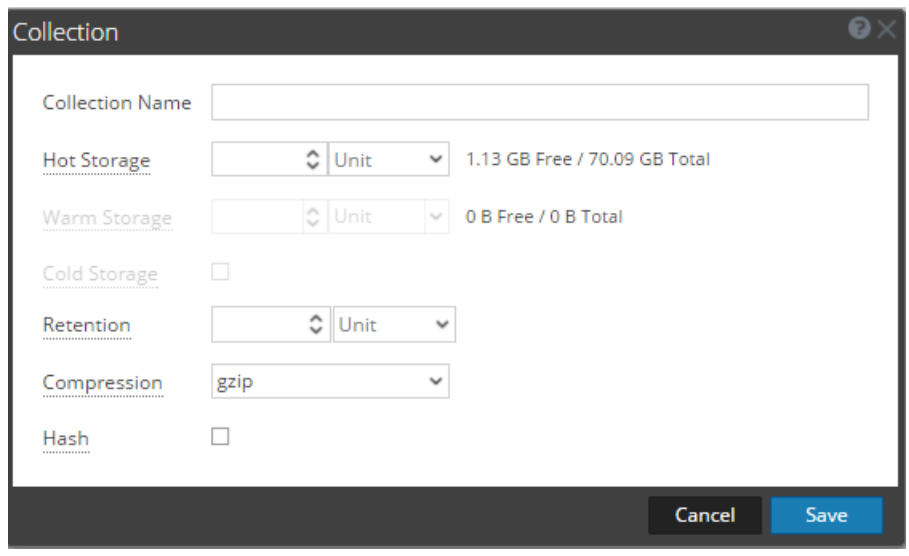 Collection
Collection Name
Hot Storage Unit 1.13 GB Free / 70.09 GB Total
Warm Storage Unit 0 B Free / 0 B Total
Cold Storage
Retention Unit
Compression gzip
Hash
Cancel Save